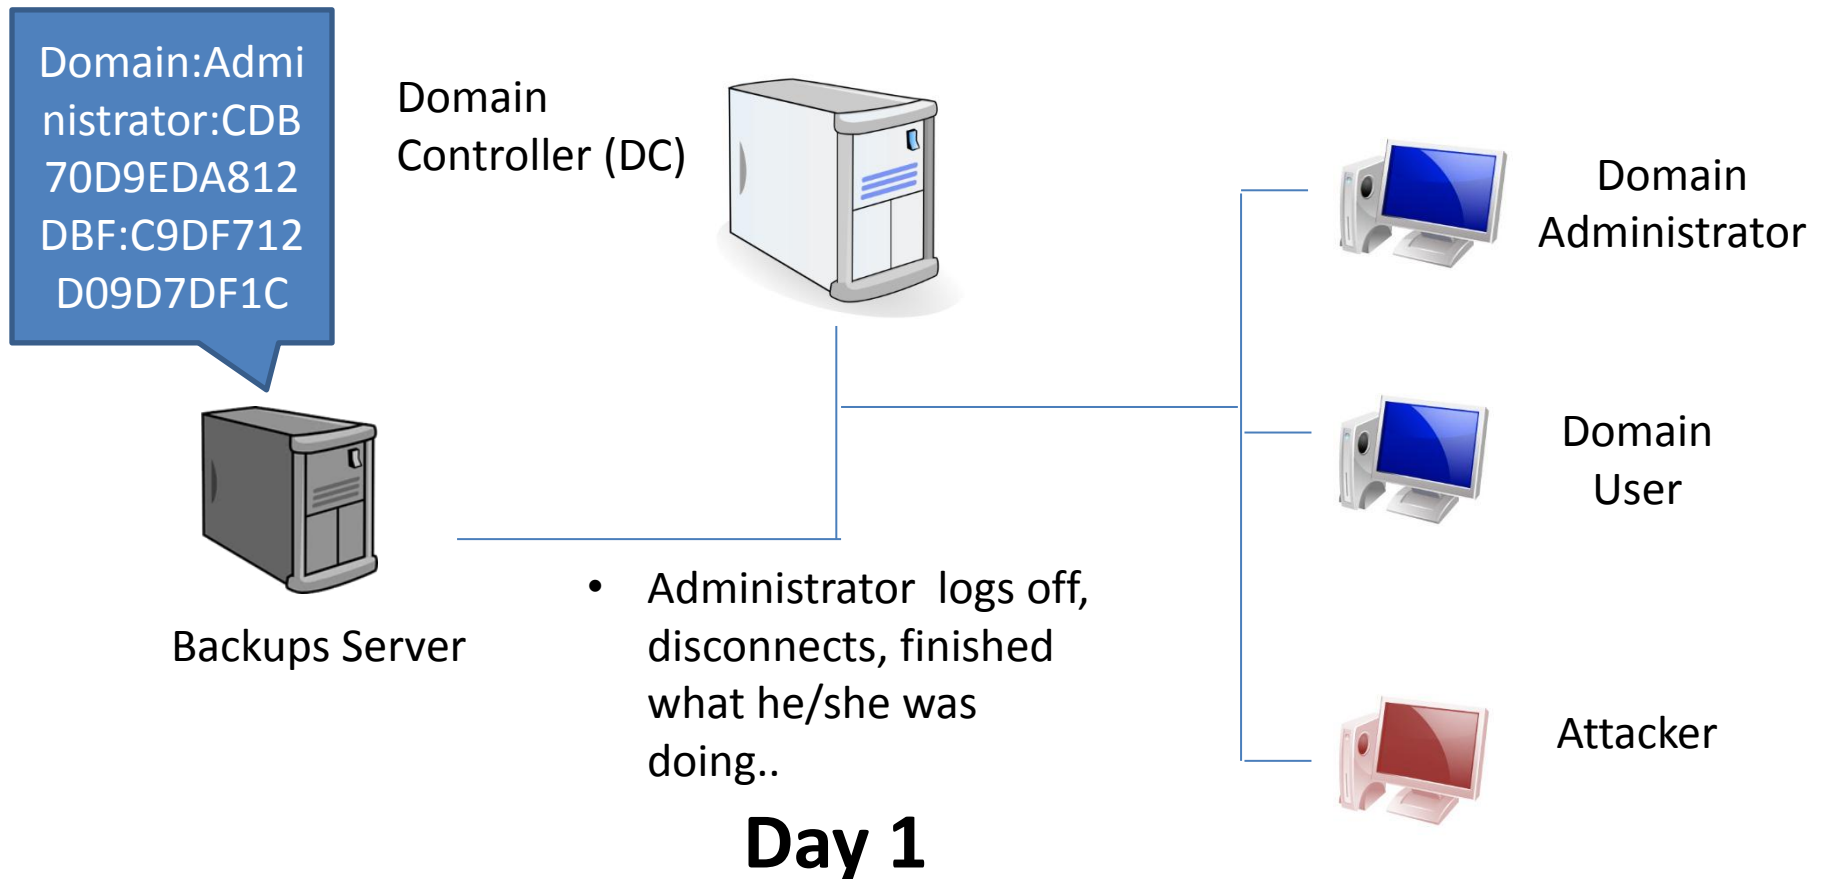 Domain:Admi
nistrator:CDB
70D9EDA812
DBF:C9DF712
D09D7DF1C
Domain
Controller (DC)
Domain
Administrator
Domain
User
Backups Server
• Administrator  logs off,
disconnects, finished
what he/she was
doing..
Attacker
Day 1